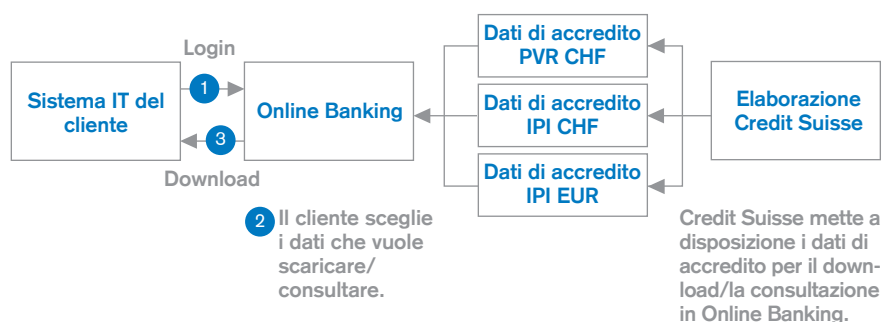 Login
Sistema IT del
cliente
1
3
Download
Online Banking
2 Il cliente sceglie
i dati che vuole
scaricare/
consultare.
Dati di accredito
PVR CHF
Dati di accredito
IPI CHF
Dati di accredito
IPI EUR
Elaborazione
Credit Suisse
Credit Suisse mette a
disposizione i dati di
accredito per il down-
load/la consultazione
in Online Banking.